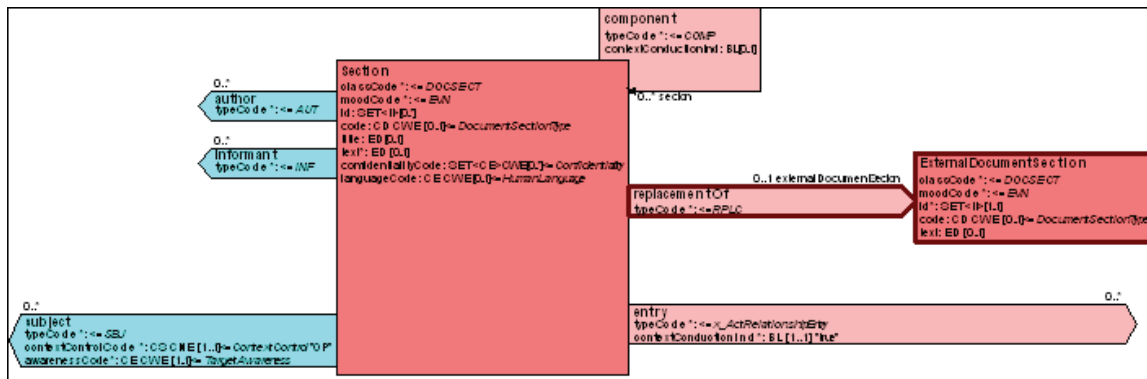 component
typeCode*: <= COMP
contextConductionInd: BL[0..1]
0..* section
Section
classCode*: <= DOCSECT
moodCode*: <= EVN
id: SET<II>[0..*]
code: CD CWE [0..1] <= DocumentSectionType
title: ED[0..1]
text*: ED [0..1]
confidentialityCode: SET<CE>CWE[0..*] <= Confidentiality
languageCode: CE CWE[0..1] <= HumanLanguage
0..*
author
typeCode*: <= AUT
0..*
informant
typeCode*: <= INF
0..1 externalDocumentSection
replacementOf
typeCode*: <= RPLC
ExternalDocumentSection
classCode*: <= DOCSECT
moodCode*: <= EVN
id*: SET<II>[1..1]
code: CD CWE [0..1] <= DocumentSectionType
text: ED [0..1]
0..*
subject
typeCode*: <= SBJ
contextControlCode*: CS CNE [1..1] <= ContextControl "OP"
awarenessCode*: CE CWE [1..1] <= TargetAwareness
0..*
entry
typeCode*: <= x_ActRelationshipEntry
contextConductionInd*: BL [1..1] "true"